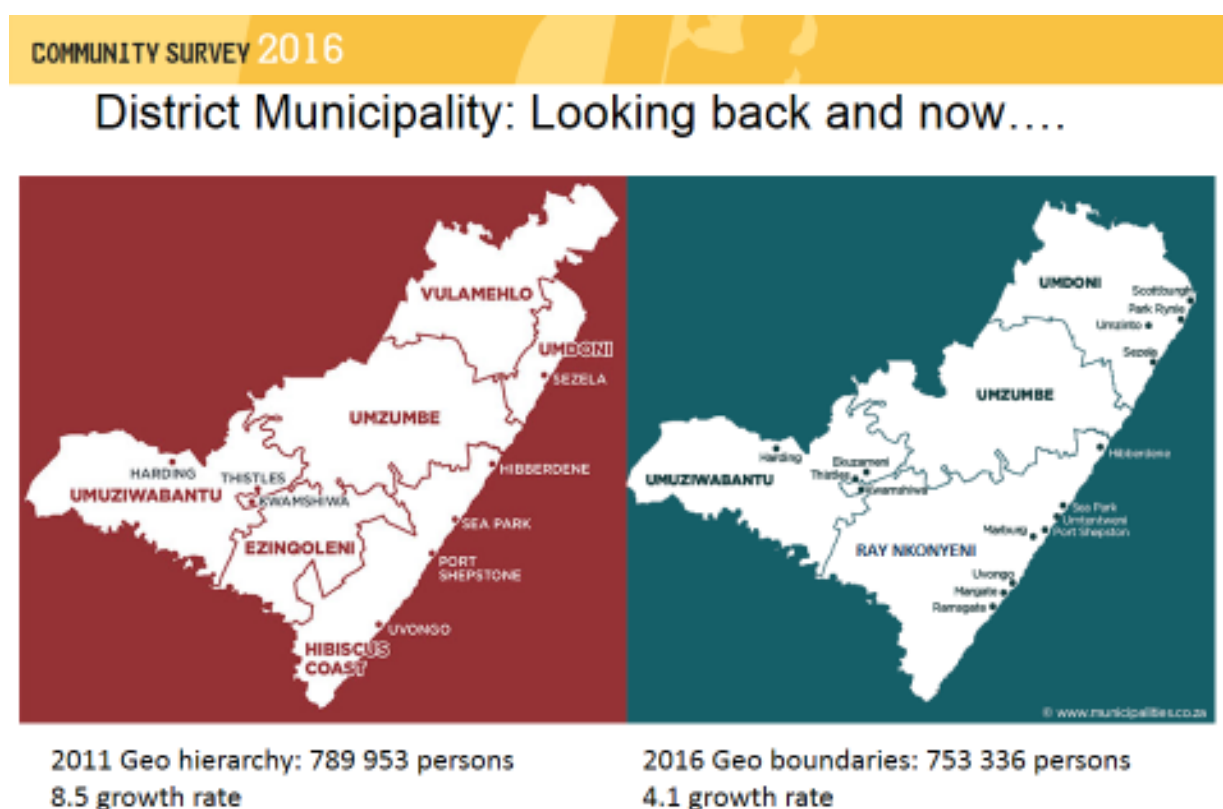 COMMUNITY SURVEY 2016
District Municipality: Looking back and now....
VULAMEHLO
UMDONI
SEZELA
UMZUMBE
HARDING
THISTLES
HIBBERDENE
UMUZIWABANTU
KWAMSHIWA
SEA PARK
EZINQOLENI
PORT
SHEPSTONE
UVONGO
HIBISCUS
COAST
UMDONI
Scottburgh
Park Rynie
Umzinto
Sezela
UMZUMBE
Hibberdene
Harding
Ekuzameni
Thistles
Kwamshiwa
UMUZIWABANTU
Sea Park
Umtentweni
Marburg
Port Shepston
RAY NKONYENI
Uvongo
Margate
Ramsgate
© www.municipalities.co.za
2011 Geo hierarchy: 789 953 persons
8.5 growth rate
2016 Geo boundaries: 753 336 persons
4.1 growth rate